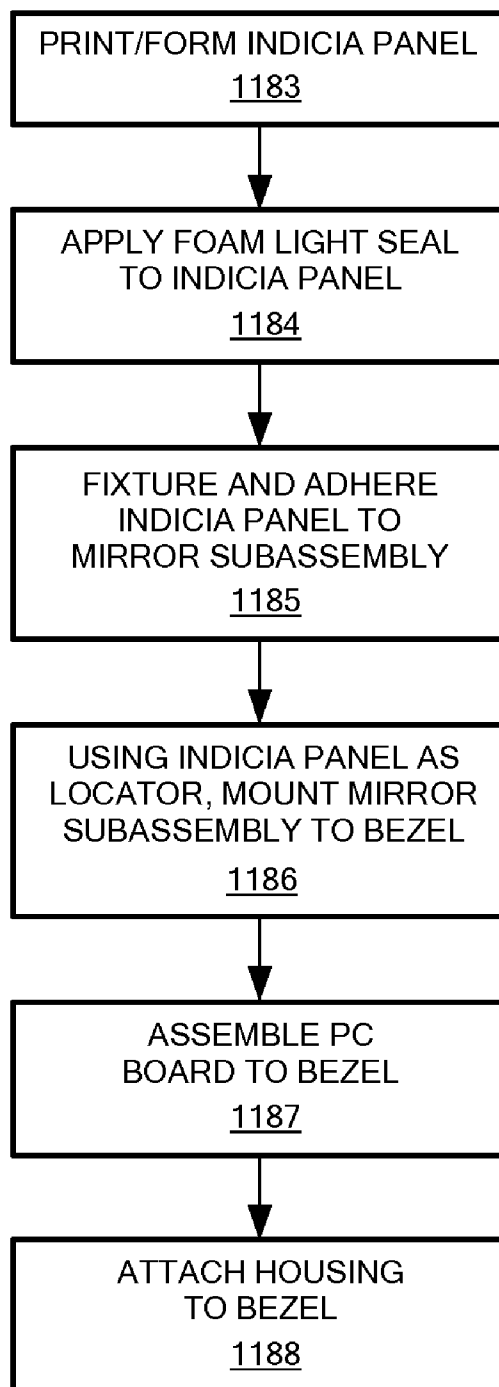 PRINT/FORM INDICIA PANEL
1183
APPLY FOAM LIGHT SEAL
TO INDICIA PANEL
1184
FIXTURE AND ADHERE
INDICIA PANEL TO
MIRROR SUBASSEMBLY
1185
USING INDICIA PANEL AS
LOCATOR, MOUNT MIRROR
SUBASSEMBLY TO BEZEL
1186
ASSEMBLE PC
BOARD TO BEZEL
1187
ATTACH HOUSING
TO BEZEL
1188